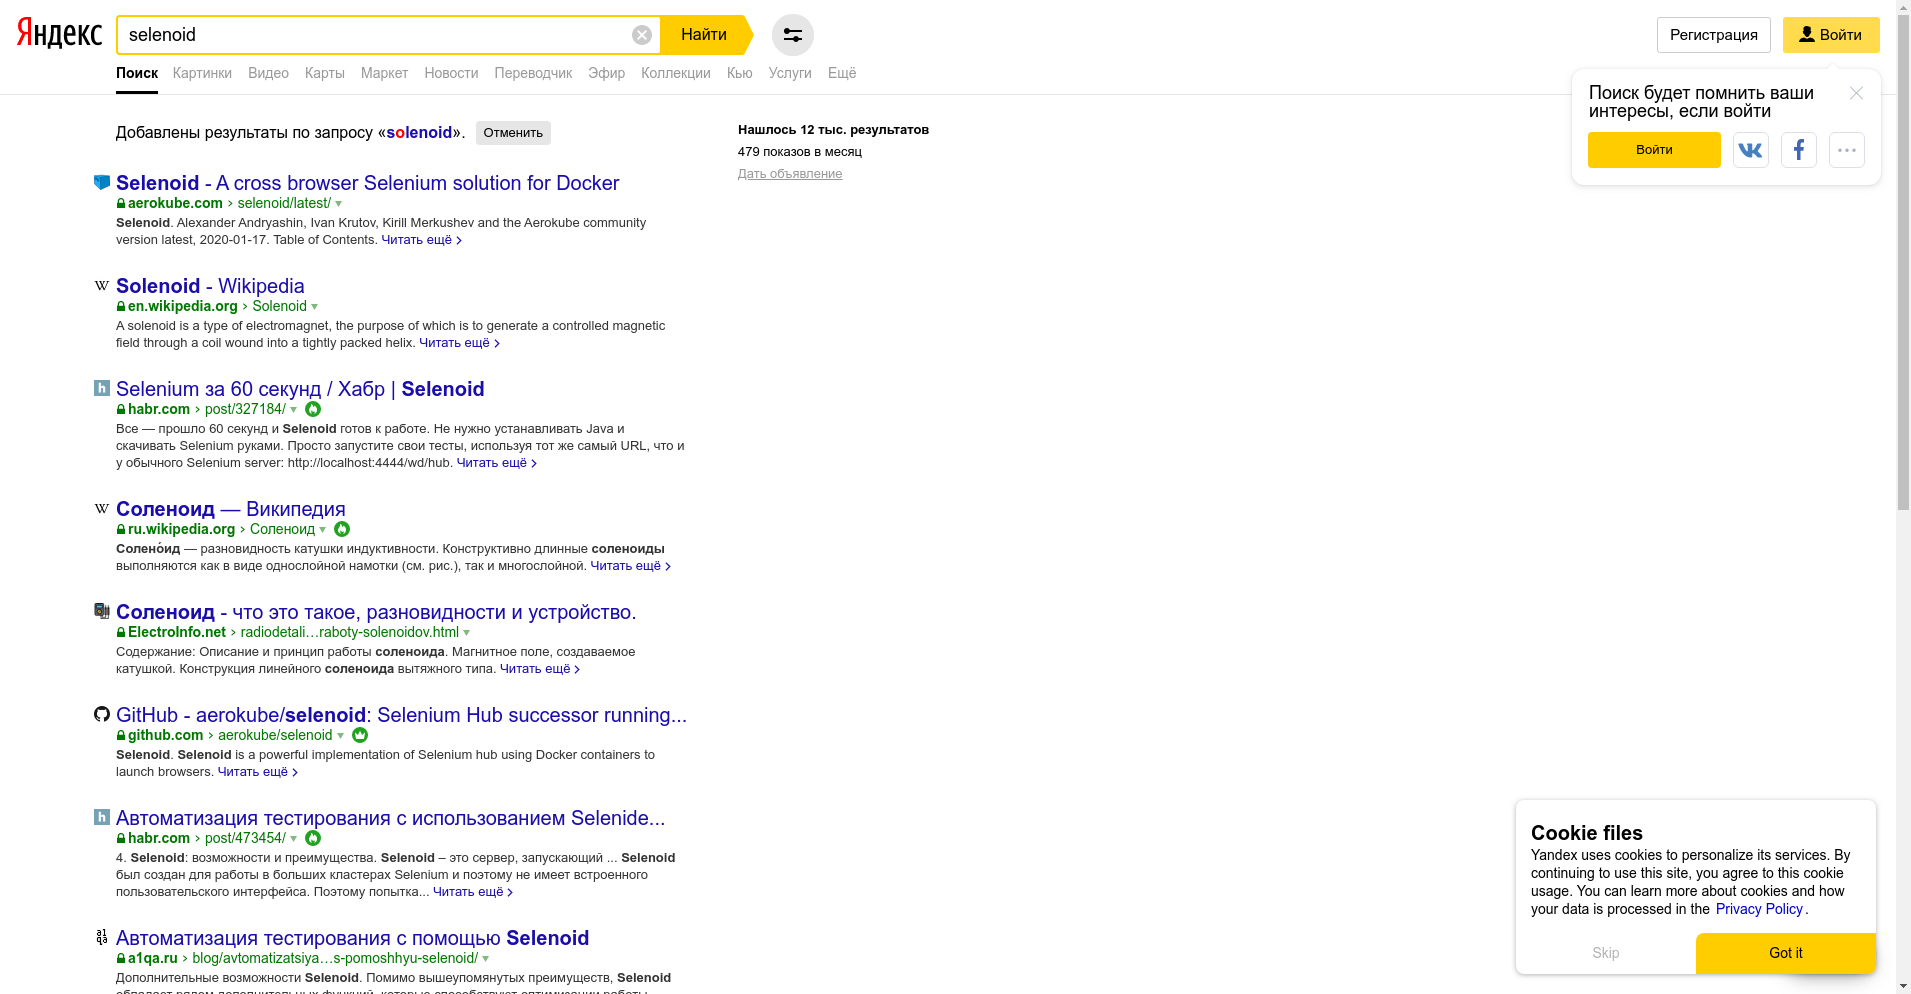 Яндекс
selenoid
Найти
Регистрация
Войти
Поиск Картинки Видео Карты Маркет Новости Переводчик Эфир Коллекции Кью Услуги Ещё
Поиск будет помнить ваши
интересы, если войти
Войти
Добавлены результаты по запросу «solenoid». Отменить
Нашлось 12 тыс. результатов
479 показов в месяц
Дать объявление
Selenoid - A cross browser Selenium solution for Docker
aerokube.com › selenoid/latest/
Selenoid. Alexander Andryashin, Ivan Krutov, Kirill Merkushev and the Aerokube community
version latest, 2020-01-17. Table of Contents. Читать ещё ›
W Solenoid - Wikipedia
en.wikipedia.org › Solenoid
A solenoid is a type of electromagnet, the purpose of which is to generate a controlled magnetic
field through a coil wound into a tightly packed helix. Читать ещё ›
h Selenium за 60 секунд / Хабр | Selenoid
habr.com › post/327184/
Все — прошло 60 секунд и Selenoid готов к работе. Не нужно устанавливать Java и
скачивать Selenium руками. Просто запустите свои тесты, используя тот же самый URL, что и
у обычного Selenium server: http://localhost:4444/wd/hub. Читать ещё ›
W Соленоид — Википедия
ru.wikipedia.org › Соленоид
Солено́ид — разновидность катушки индуктивности. Конструктивно длинные соленоиды
выполняются как в виде однослойной намотки (см. рис.), так и многослойной. Читать ещё ›
Соленоид - что это такое, разновидности и устройство.
ElectroInfo.net › radiodetali…raboty-solenoidov.html
Содержание: Описание и принцип работы соленоида. Магнитное поле, создаваемое
катушкой. Конструкция линейного соленоида вытяжного типа. Читать ещё ›
GitHub - aerokube/selenoid: Selenium Hub successor running...
github.com › aerokube/selenoid
Selenoid. Selenoid is a powerful implementation of Selenium hub using Docker containers to
launch browsers. Читать ещё ›
h Автоматизация тестирования с использованием Selenide...
habr.com › post/473454/
4. Selenoid: возможности и преимущества. Selenoid – это сервер, запускающий ... Selenoid
был создан для работы в больших кластерах Selenium и поэтому не имеет встроенного
пользовательского интерфейса. Поэтому попытка... Читать ещё ›
a1 qa Автоматизация тестирования с помощью Selenoid
a1qa.ru › blog/avtomatizatsiya…s-pomoshhyu-selenoid/
Дополнительные возможности Selenoid. Помимо вышеупомянутых преимуществ, Selenoid
Cookie files
Yandex uses cookies to personalize its services. By
continuing to use this site, you agree to this cookie
usage. You can learn more about cookies and how
your data is processed in the Privacy Policy.
Skip
Got it